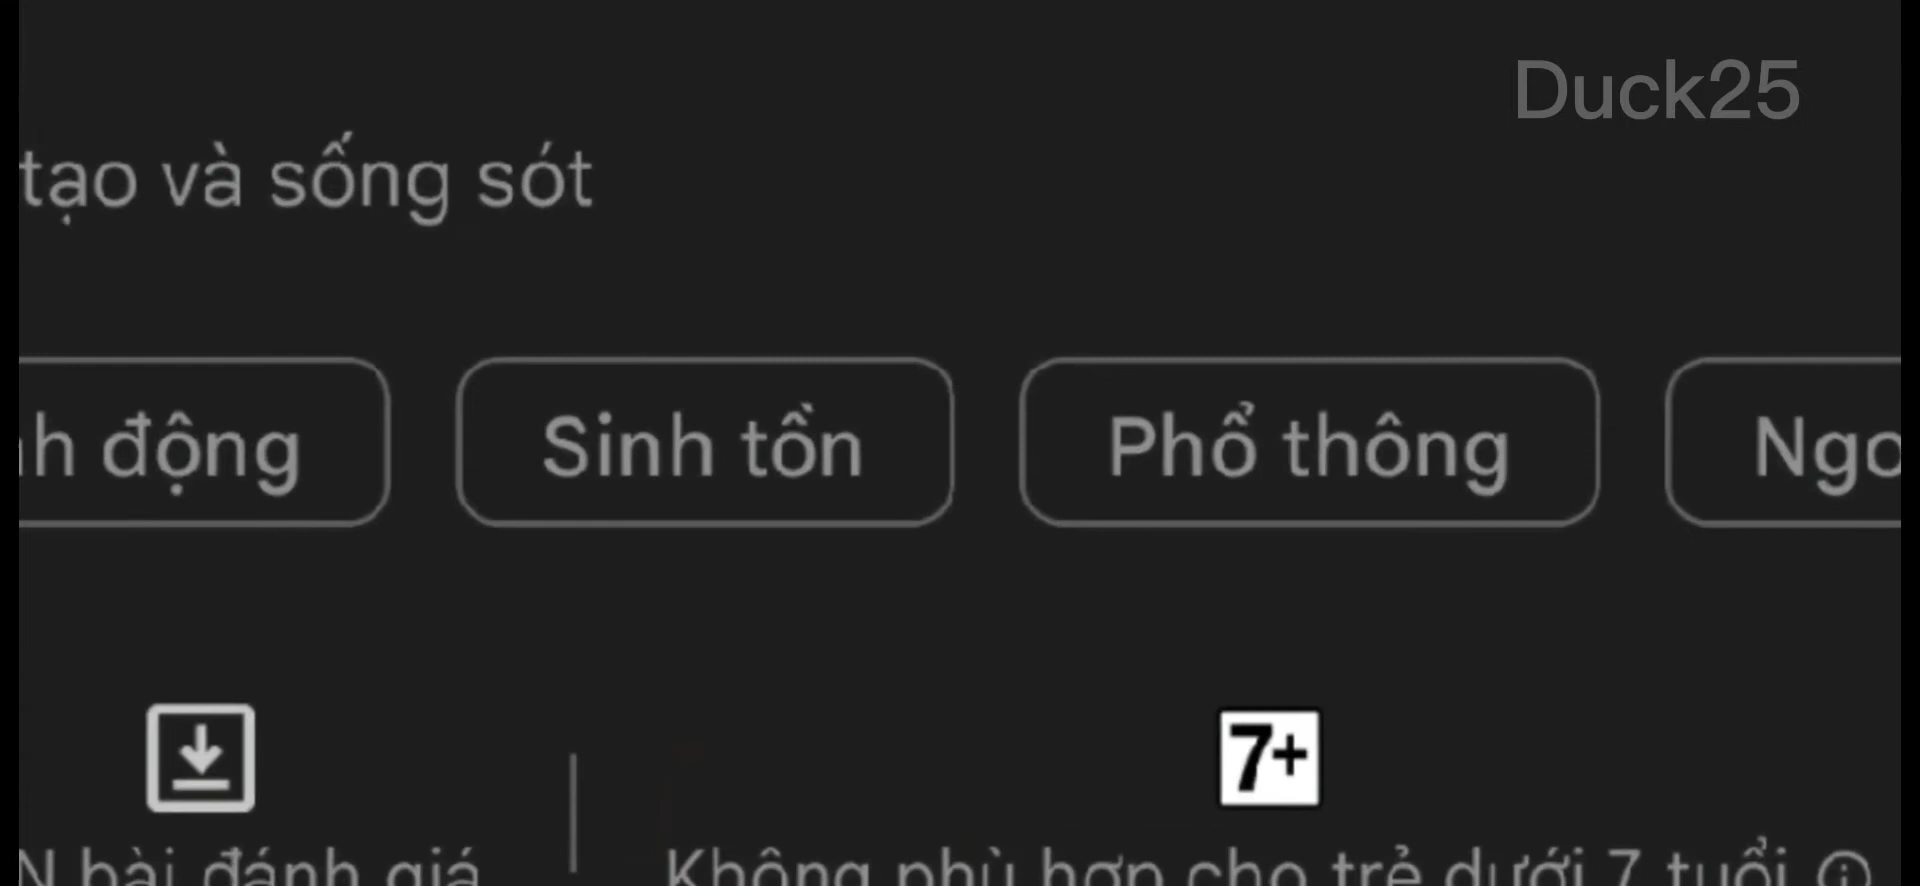 Duck25
tạo và sống sót
h động
Sinh tồn
Phổ thông
Ngo
7+
N bài đánh giá
Không phù hợp cho trẻ dưới 7 tuổi